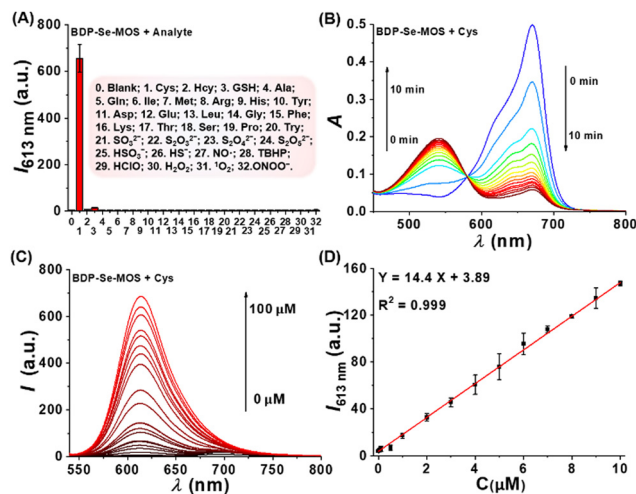 (A)
BDP-Se-MOS + Analyte
I613 nm (a.u.)
800
600
400
200
0
0. Blank; 1. Cys; 2. Hcy; 3. GSH; 4. Ala;
5. Gln; 6. Ile; 7. Met; 8. Arg; 9. His; 10. Tyr;
11. Asp; 12. Glu; 13. Leu; 14. Gly; 15. Phe;
16. Lys; 17. Thr; 18. Ser; 19. Pro; 20. Try;
21. SO₃²⁻; 22. S₂O₃²⁻; 23. S₂O₄²⁻; 24. S₂O₅²⁻;
25. HSO₃⁻; 26. HS⁻; 27. NO·; 28. TBHP;
29. HClO; 30. H₂O₂; 31. ¹O₂; 32.ONOO⁻.
0 2 4 6 8 10 12 14 16 18 20 22 24 26 28 30 32
1 3 5 7 9 11 13 15 17 19 21 23 25 27 29 31
(B)
BDP-Se-MOS + Cys
A
0.5
0.4
0.3
0.2
0.1
0.0
10 min
0 min
0 min
10 min
500 600 700 800
λ (nm)
(C)
BDP-Se-MOS + Cys
I (a.u.)
800
600
400
200
0
100 μM
0 μM
550 600 650 700 750 800
λ (nm)
(D)
Y = 14.4 X + 3.89
R² = 0.999
I613 nm (a.u.)
160
120
80
40
0
0 2 4 6 8 10
C(μM)